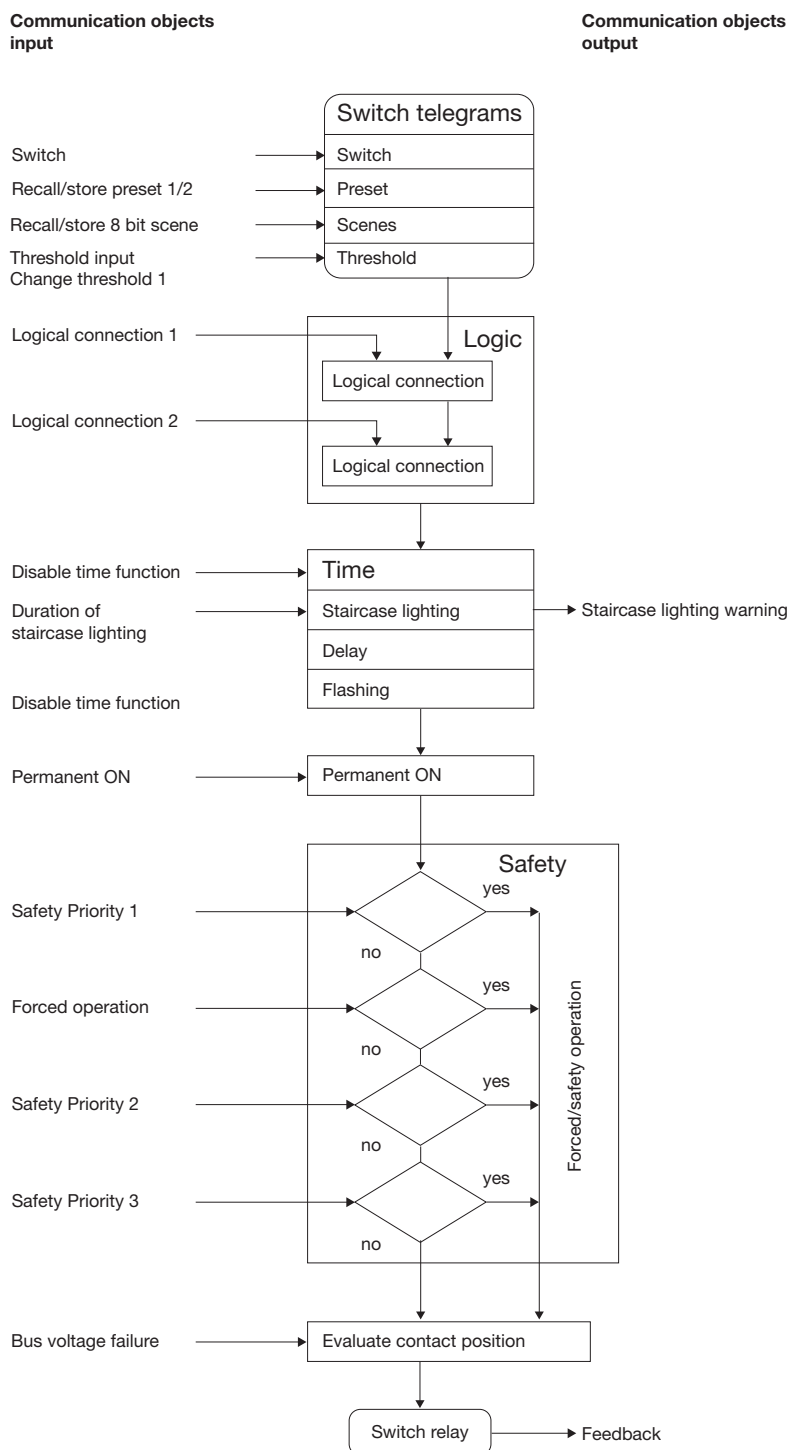 Communication objects
input
Communication objects
output
Switch telegrams
Switch
Switch
Recall/store preset 1/2
Preset
Recall/store 8 bit scene
Scenes
Threshold input
Change threshold 1
Threshold
Logical connection 1
Logic
Logical connection
Logical connection 2
Logical connection
Disable time function
Time
Duration of
staircase lighting
Staircase lighting
Staircase lighting warning
Delay
Flashing
Disable time function
Permanent ON
Permanent ON
Safety
yes
Safety Priority 1
no
yes
Forced operation
no
yes
Safety Priority 2
no
yes
Safety Priority 3
no
Forced/safety operation
Bus voltage failure
Evaluate contact position
Switch relay
Feedback